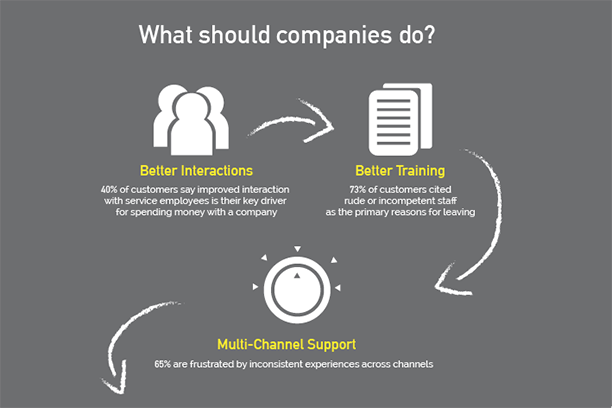 What should companies do?
Better Interactions
40% of customers say improved interaction
with service employees is their key driver
for spending money with a company
Better Training
73% of customers cited
rude or incompetent staff
as the primary reasons for leaving
Multi-Channel Support
65% are frustrated by inconsistent experiences across channels